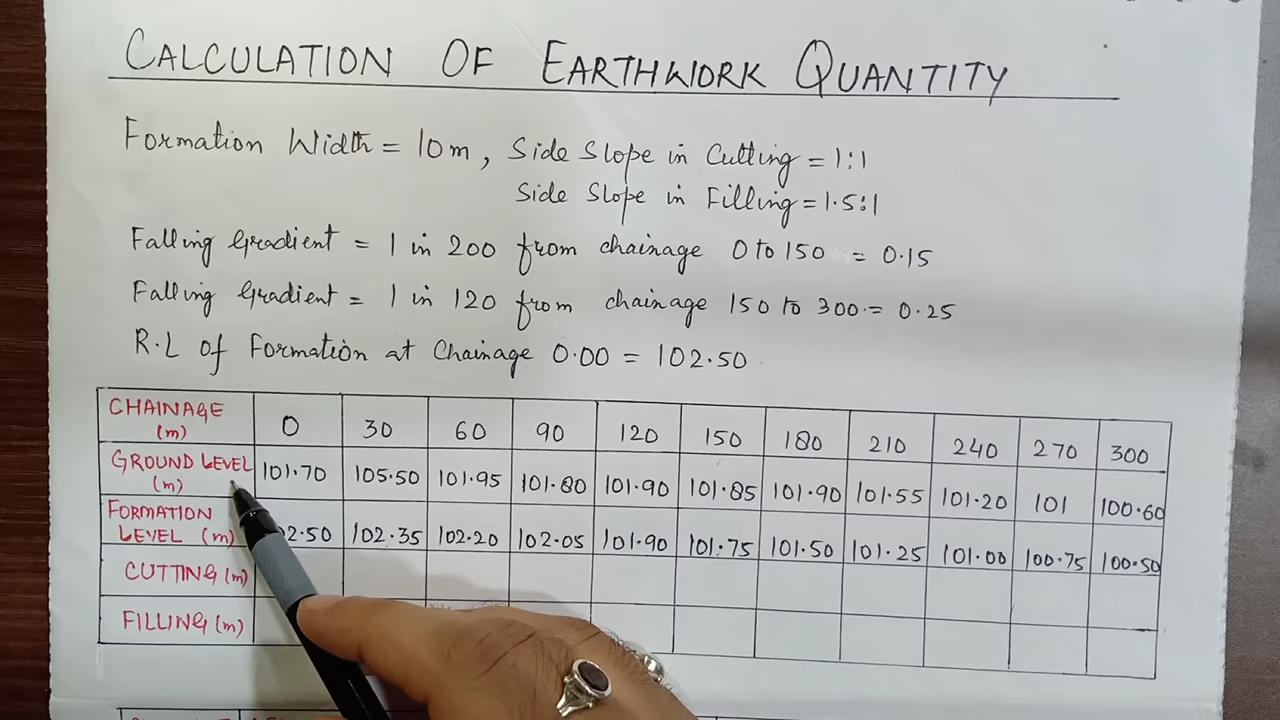 CALCULATION OF EARTHWORK QUANTITY
Formation Width = 10m, Side Slope in Cutting = 1:1
Side Slope in Filling = 1.5:1
Falling Gradient = 1 in 200 from chainage 0 to 150 = 0.15
Falling Gradient = 1 in 120 from chainage 150 to 300 = 0.25
R.L of Formation at Chainage 0.00 = 102.50
CHAINAGE (m) 0 30 60 90 120 150 180 210 240 270 300
GROUND LEVEL (m) 101.70 105.50 101.95 101.80 101.90 101.85 101.90 101.55 101.20 101 100.60
FORMATION LEVEL (m) 2.50 102.35 102.20 102.05 101.90 101.75 101.50 101.25 101.00 100.75 100.50
CUTTING (m)
FILLING (m)